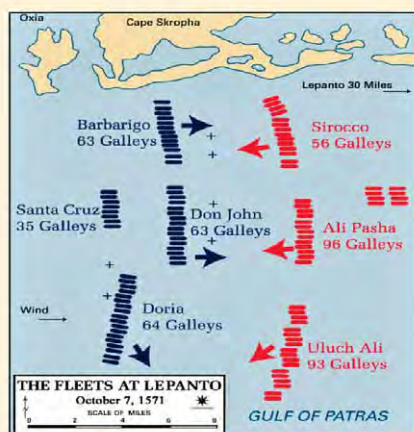 Oxia
Cape Skropha
Lepanto 30 Miles
Barbarigo
63 Galleys
Sirocco
56 Galleys
Santa Cruz
35 Galleys
Don John
63 Galleys
Ali Pasha
96 Galleys
Doria
64 Galleys
Wind
Uluch Ali
93 Galleys
THE FLEETS AT LEPANTO
October 7, 1571
SCALE OF MILES
0 2 4 6 8
GULF OF PATRAS